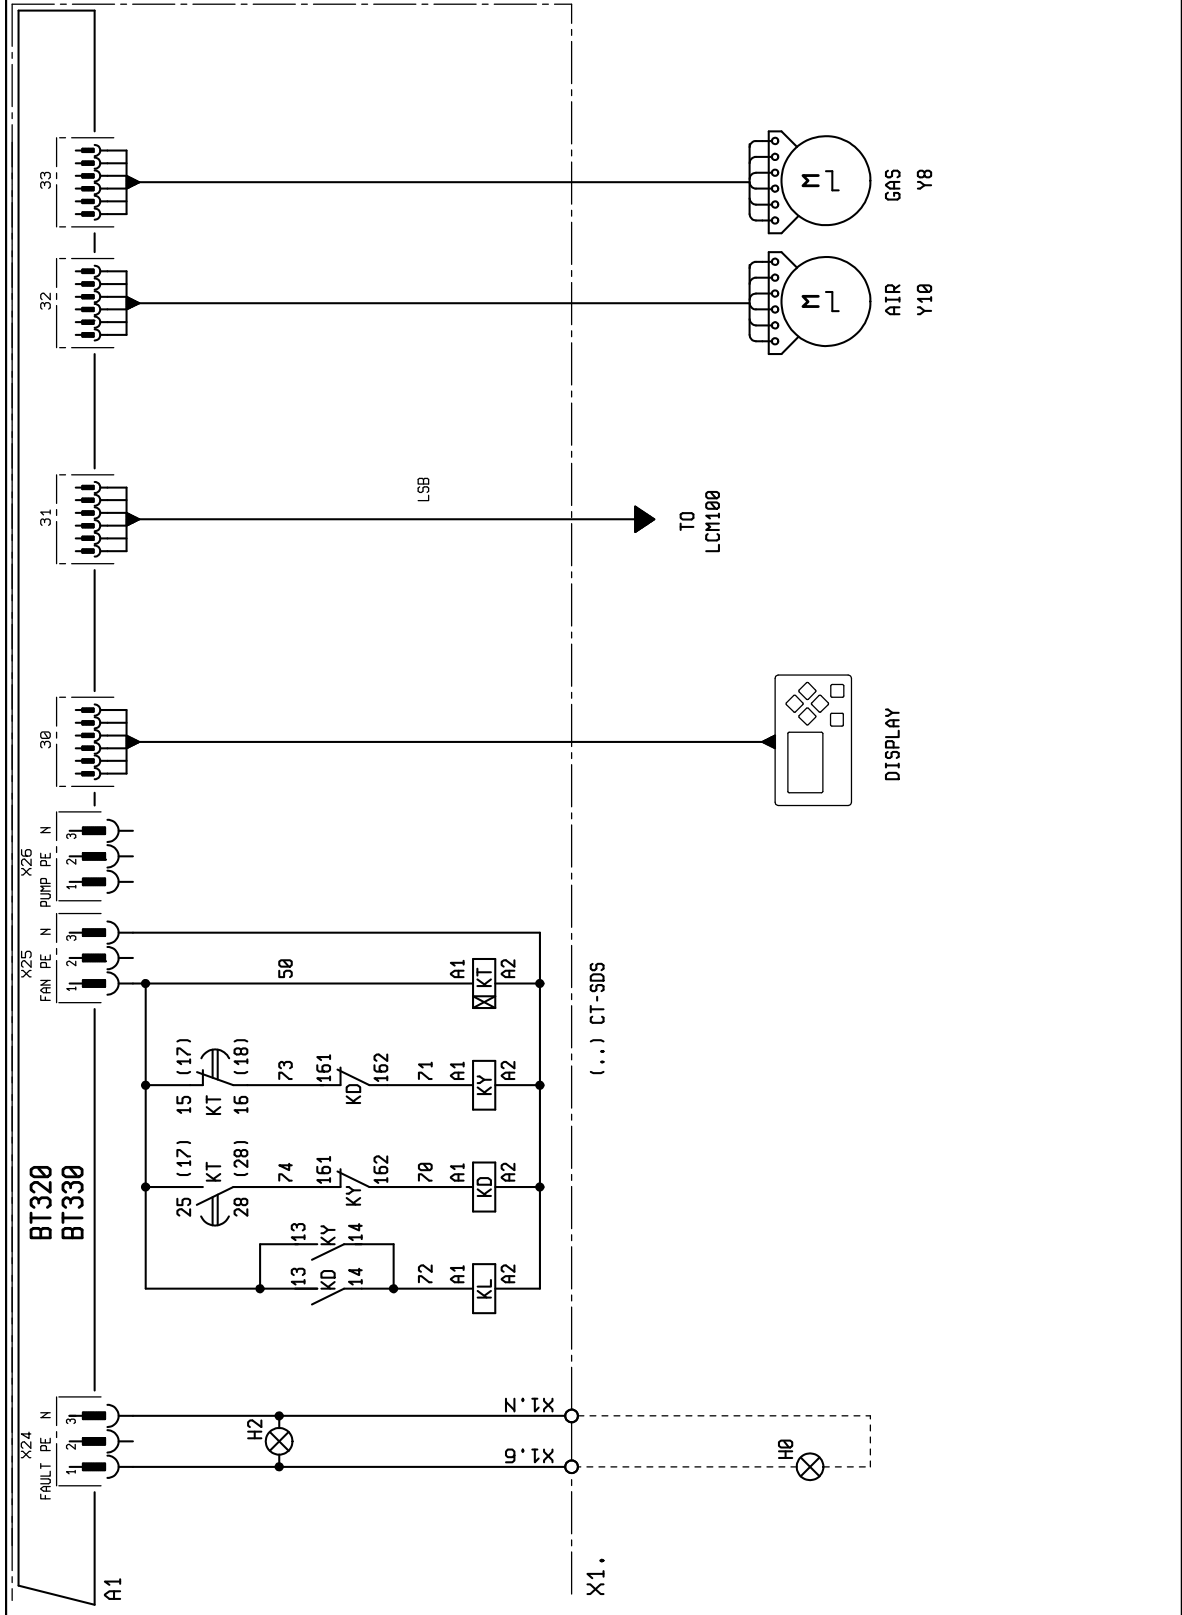 BT320
BT330
A1
X24
FAULT PE N
1 2 3
X25
FAN PE N
1 2 3
X26
PUMP PE N
1 2 3
30
31
32
33
H2
X1.6
X1.N
X1.
H0
13
KD
14
13
KY
14
72
A1
KL
A2
25 (17)
KT
28 (28)
74
161
KY
162
70
A1
KD
A2
15 (17)
KT
16 (18)
73
161
KD
162
71
A1
KY
A2
50
A1
KT
A2
(..) CT-SDS
DISPLAY
LSB
TO
LCM100
M
AIR
Y10
M
GAS
Y8